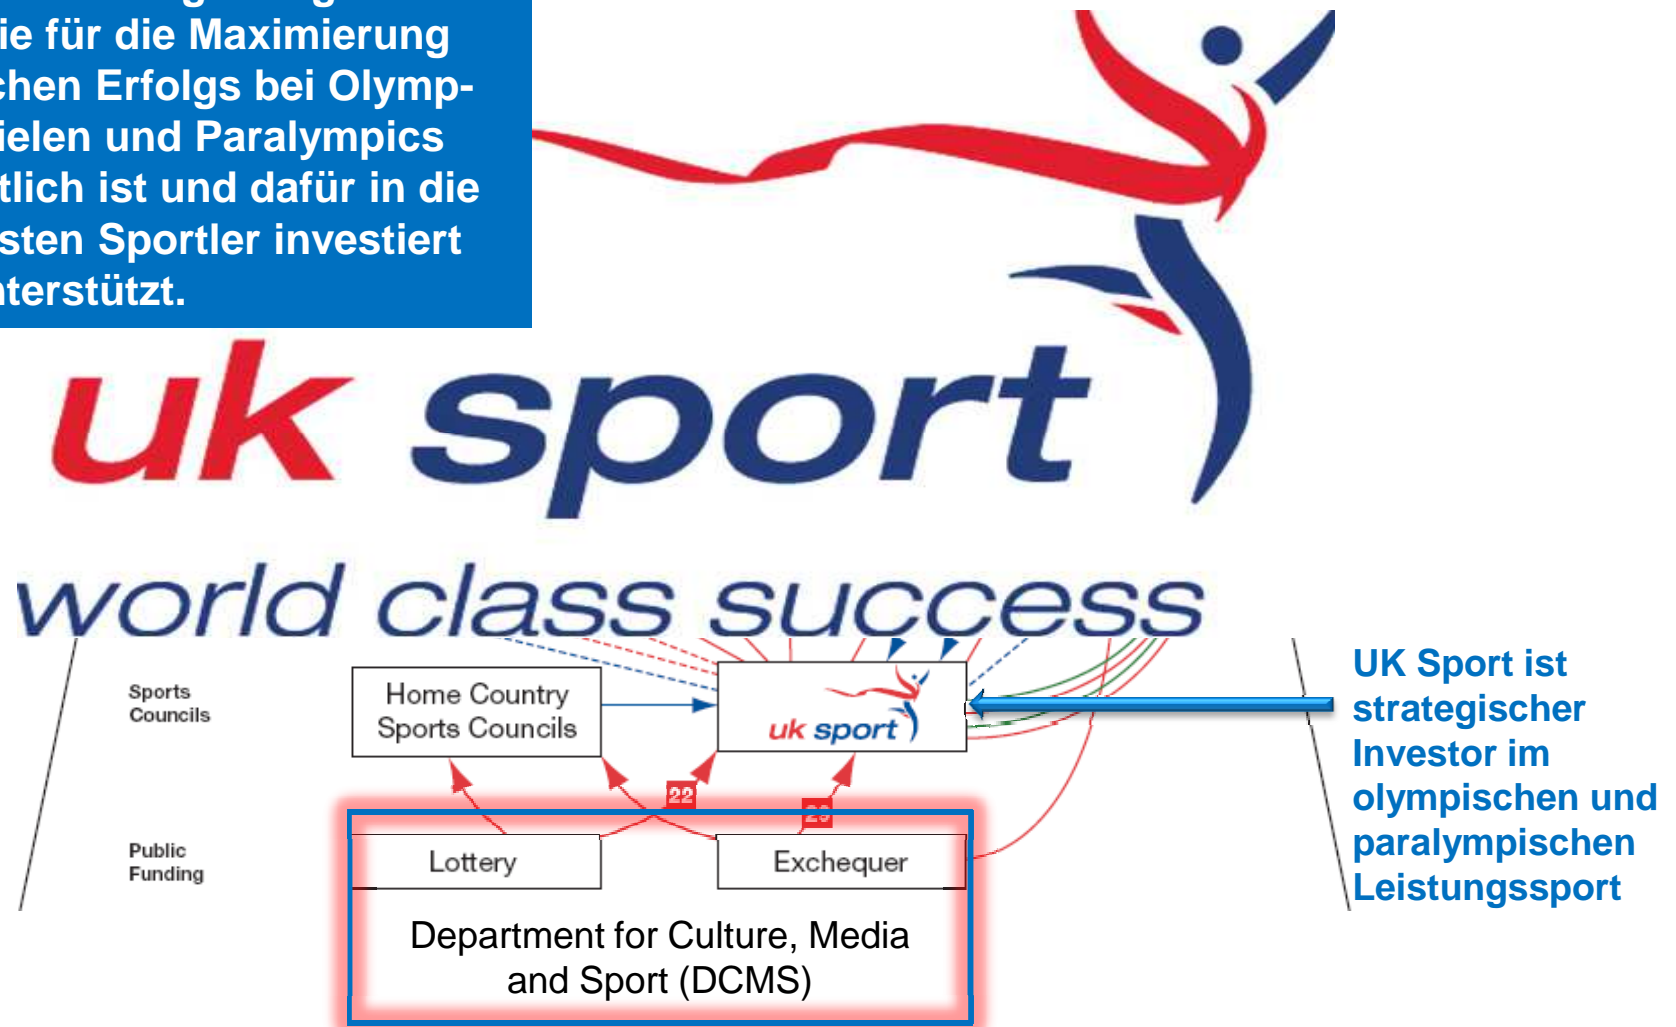 ie für die Maximierung
chen Erfolgs bei Olymp-
ielen und Paralympics
tlich ist und dafür in die
sten Sportler investiert
nterstützt.
uk sport
world class success
Sports
Councils
Home Country
Sports Councils
uk sport
UK Sport ist
strategischer
Investor im
olympischen und
paralympischen
Leistungssport
22
23
Public
Funding
Lottery
Exchequer
Department for Culture, Media
and Sport (DCMS)